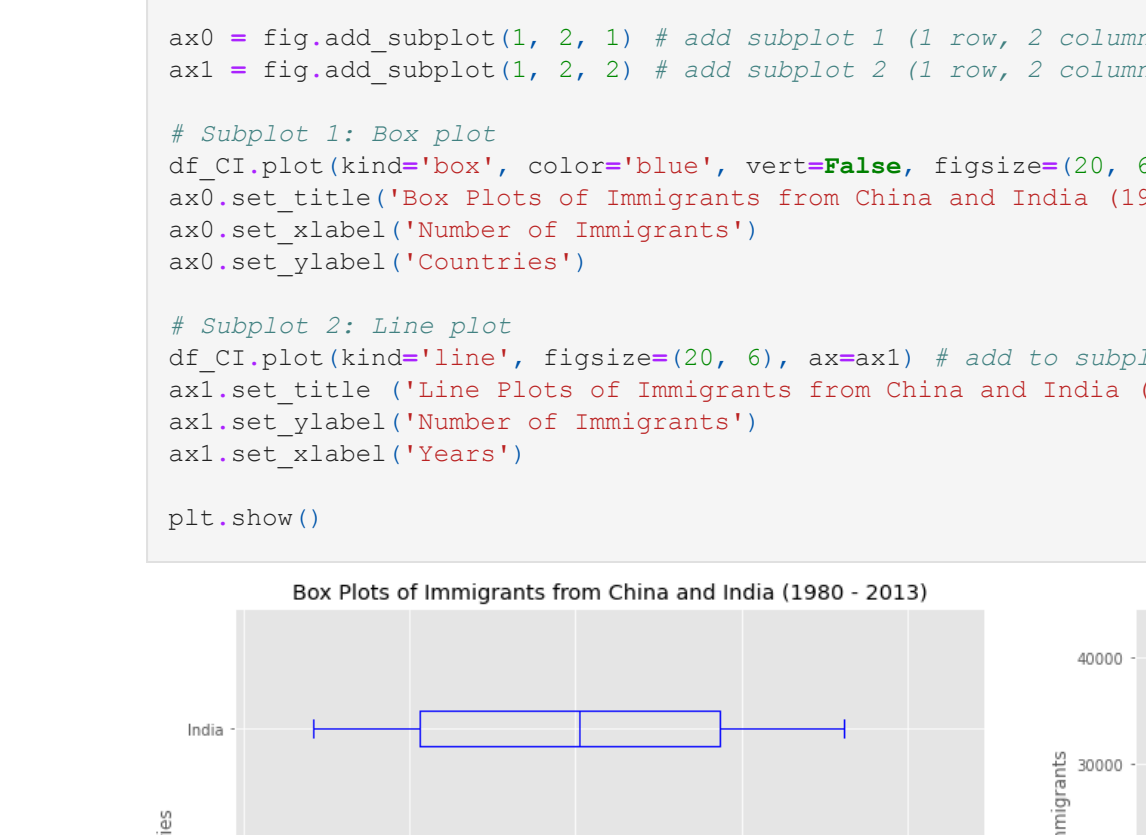 ax0 = fig.add_subplot(1, 2, 1) # add subplot 1 (1 row, 2 column
ax1 = fig.add_subplot(1, 2, 2) # add subplot 2 (1 row, 2 column
# Subplot 1: Box plot
df_CI.plot(kind='box', color='blue', vert=False, figsize=(20, 6
ax0.set_title('Box Plots of Immigrants from China and India (19
ax0.set_xlabel('Number of Immigrants')
ax0.set_ylabel('Countries')
# Subplot 2: Line plot
df_CI.plot(kind='line', figsize=(20, 6), ax=ax1) # add to subpl
ax1.set_title ('Line Plots of Immigrants from China and India (
ax1.set_ylabel('Number of Immigrants')
ax1.set_xlabel('Years')
plt.show()
Box Plots of Immigrants from China and India (1980 - 2013)
40000
India
30000
migrants
ies